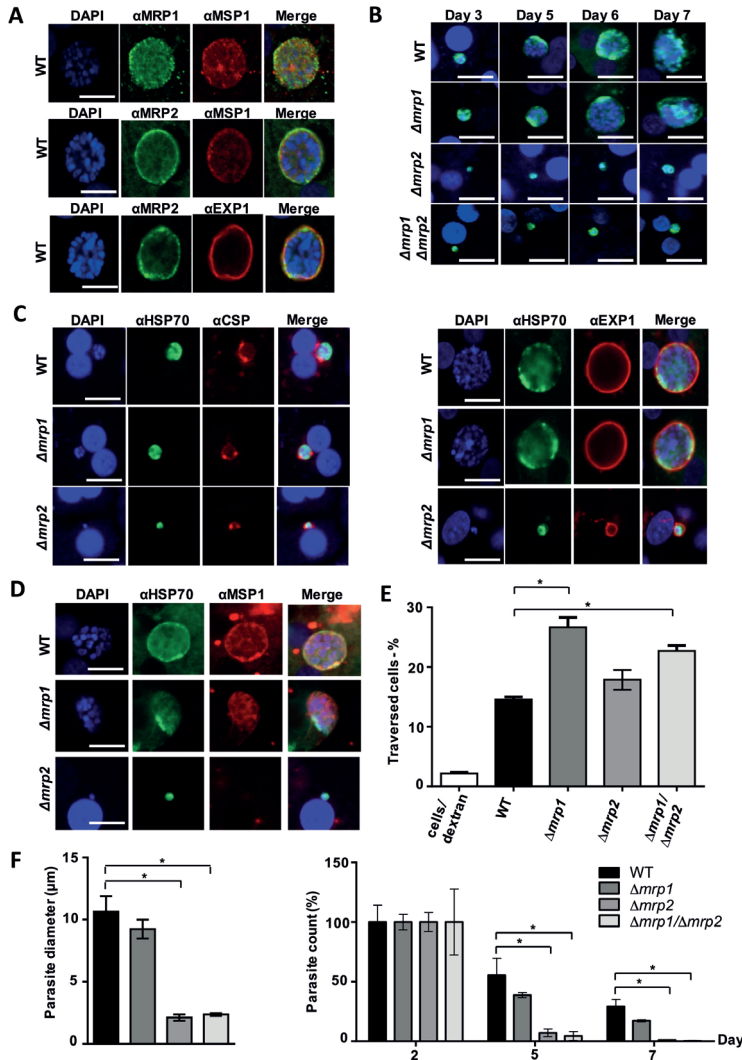 A
DAPI αMRP1 αMSP1 Merge
WT
DAPI αMRP2 αMSP1 Merge
WT
DAPI αMRP2 αEXP1 Merge
WT
B
Day 3 Day 5 Day 6 Day 7
WT
Δmrp1
Δmrp2
Δmrp1
Δmrp2
C
DAPI αHSP70 αCSP Merge
WT
Δmrp1
Δmrp2
DAPI αHSP70 αEXP1 Merge
WT
Δmrp1
Δmrp2
D
DAPI αHSP70 αMSP1 Merge
WT
Δmrp1
Δmrp2
E
Traversed cells - %
30
20
10
0
*
*
cells/
dextran
WT
Δmrp1
Δmrp2
Δmrp1/
Δmrp2
F
Parasite diameter (μm)
15
10
5
0
*
*
Parasite count (%)
150
100
50
0
WT
Δmrp1
Δmrp2
Δmrp1/Δmrp2
*
*
*
*
2 5 7 Day